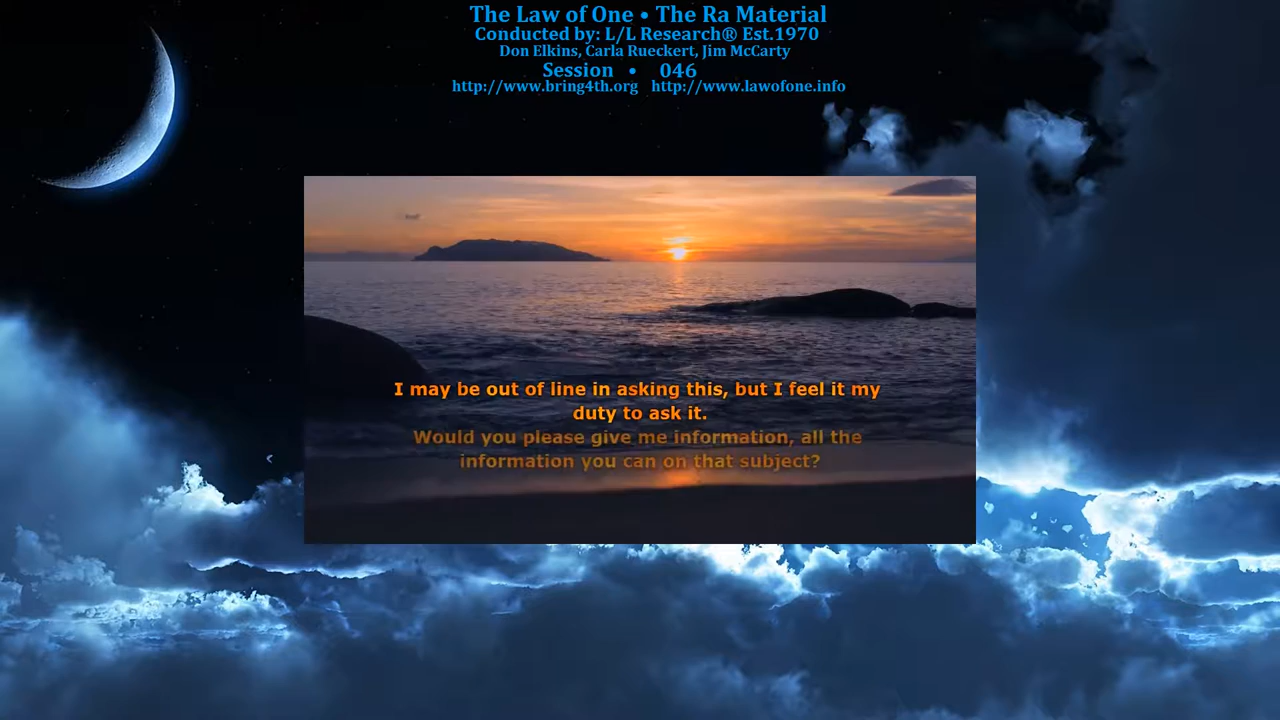 The Law of One • The Ra Material
Conducted by: L/L Research® Est.1970
Don Elkins, Carla Rueckert, Jim McCarty
Session • 046
http://www.bring4th.org http://www.lawofone.info
I may be out of line in asking this, but I feel it my
duty to ask it.
Would you please give me information, all the
information you can on that subject?